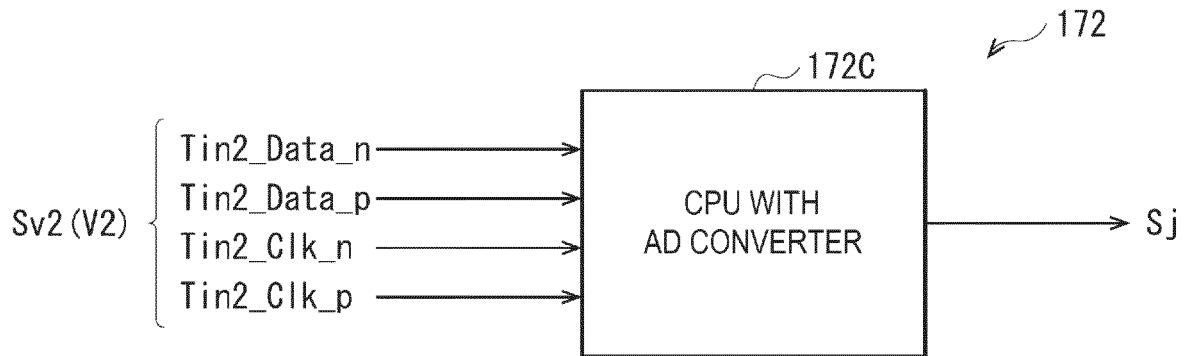 172
172C
Tin2_Data_n
Tin2_Data_p
Sv2(V2)
Tin2_Clk_n
Tin2_Clk_p
CPU WITH
AD CONVERTER
Sj